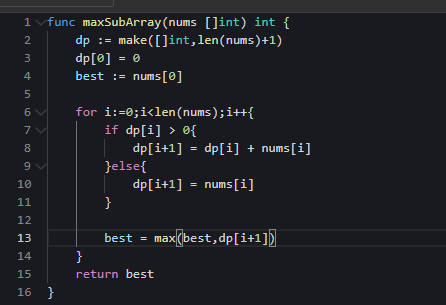 1 func maxSubArray(nums []int) int {
2     dp := make([]int,len(nums)+1)
3     dp[0] = 0
4     best := nums[0]
5
6     for i:=0;i<len(nums);i++{
7         if dp[i] > 0{
8             dp[i+1] = dp[i] + nums[i]
9         }else{
10             dp[i+1] = nums[i]
11         }
12
13         best = max(best,dp[i+1])
14     }
15     return best
16 }